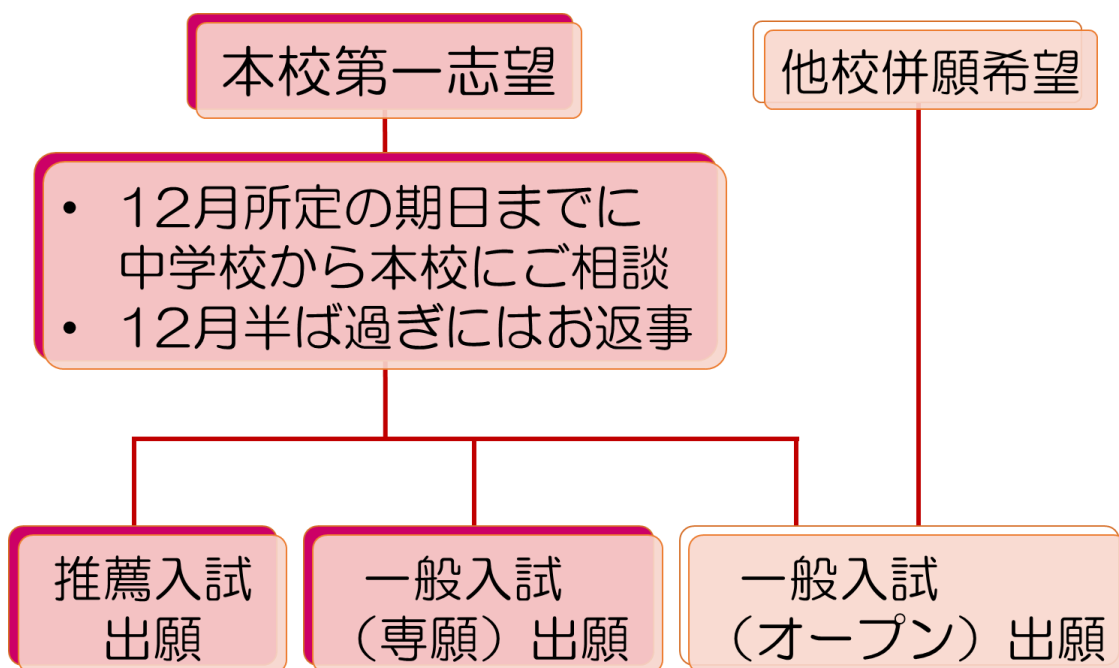 本校第一志望
他校併願希望
• 12月所定の期日までに
中学校から本校にご相談
• 12月半ば過ぎにはお返事
推薦入試
出願
一般入試
（専願）出願
一般入試
（オープン）出願